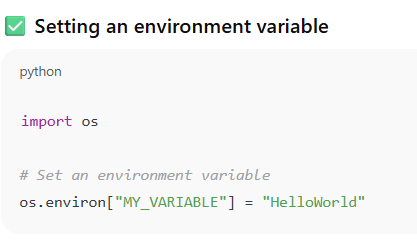 ✅ Setting an environment variable
python
import os
# Set an environment variable
os.environ["MY_VARIABLE"] = "HelloWorld"